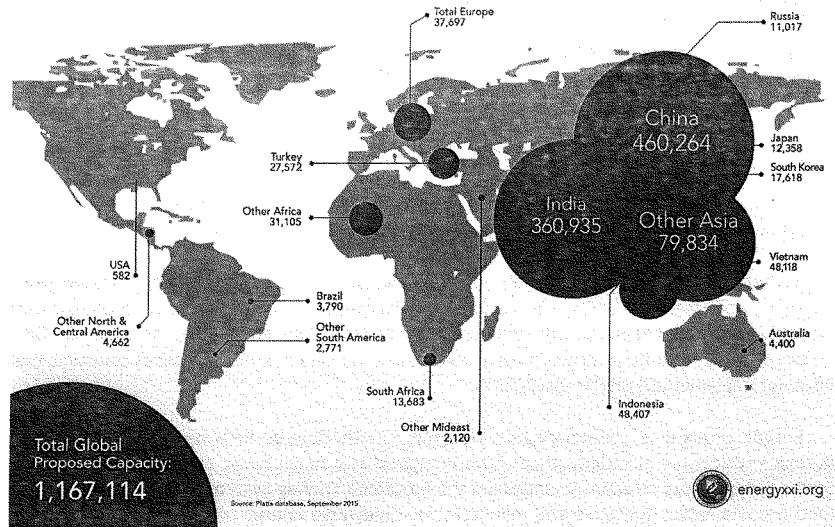 Total Europe
37,697
Russia
11,017
China
460,264
Japan
12,358
South Korea
17,618
Turkey
27,572
Other Africa
31,105
India
360,935
Other Asia
79,834
Vietnam
48,118
USA
582
Other North &
Central America
4,662
Brazil
3,790
Other
South America
2,771
Australia
4,400
South Africa
13,683
Other Mideast
2,120
Indonesia
48,407
Total Global
Proposed Capacity:
1,167,114
Source: Platts database, September 2015
energyxxi.org